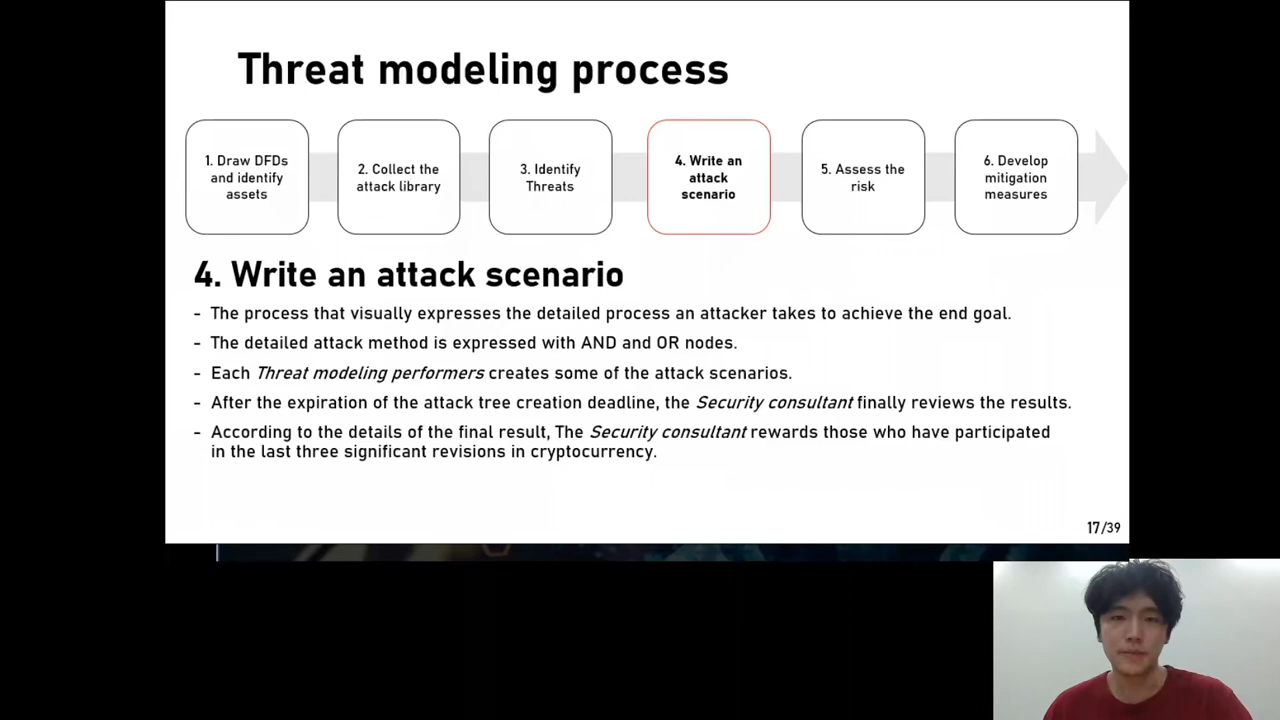 Threat modeling process
1. Draw DFDs
and identify
assets
2. Collect the
attack library
3. Identify
Threats
4. Write an
attack
scenario
5. Assess the
risk
6. Develop
mitigation
measures
4. Write an attack scenario
- The process that visually expresses the detailed process an attacker takes to achieve the end goal.
- The detailed attack method is expressed with AND and OR nodes.
- Each Threat modeling performers creates some of the attack scenarios.
- After the expiration of the attack tree creation deadline, the Security consultant finally reviews the results.
- According to the details of the final result, The Security consultant rewards those who have participated
in the last three significant revisions in cryptocurrency.
17/39